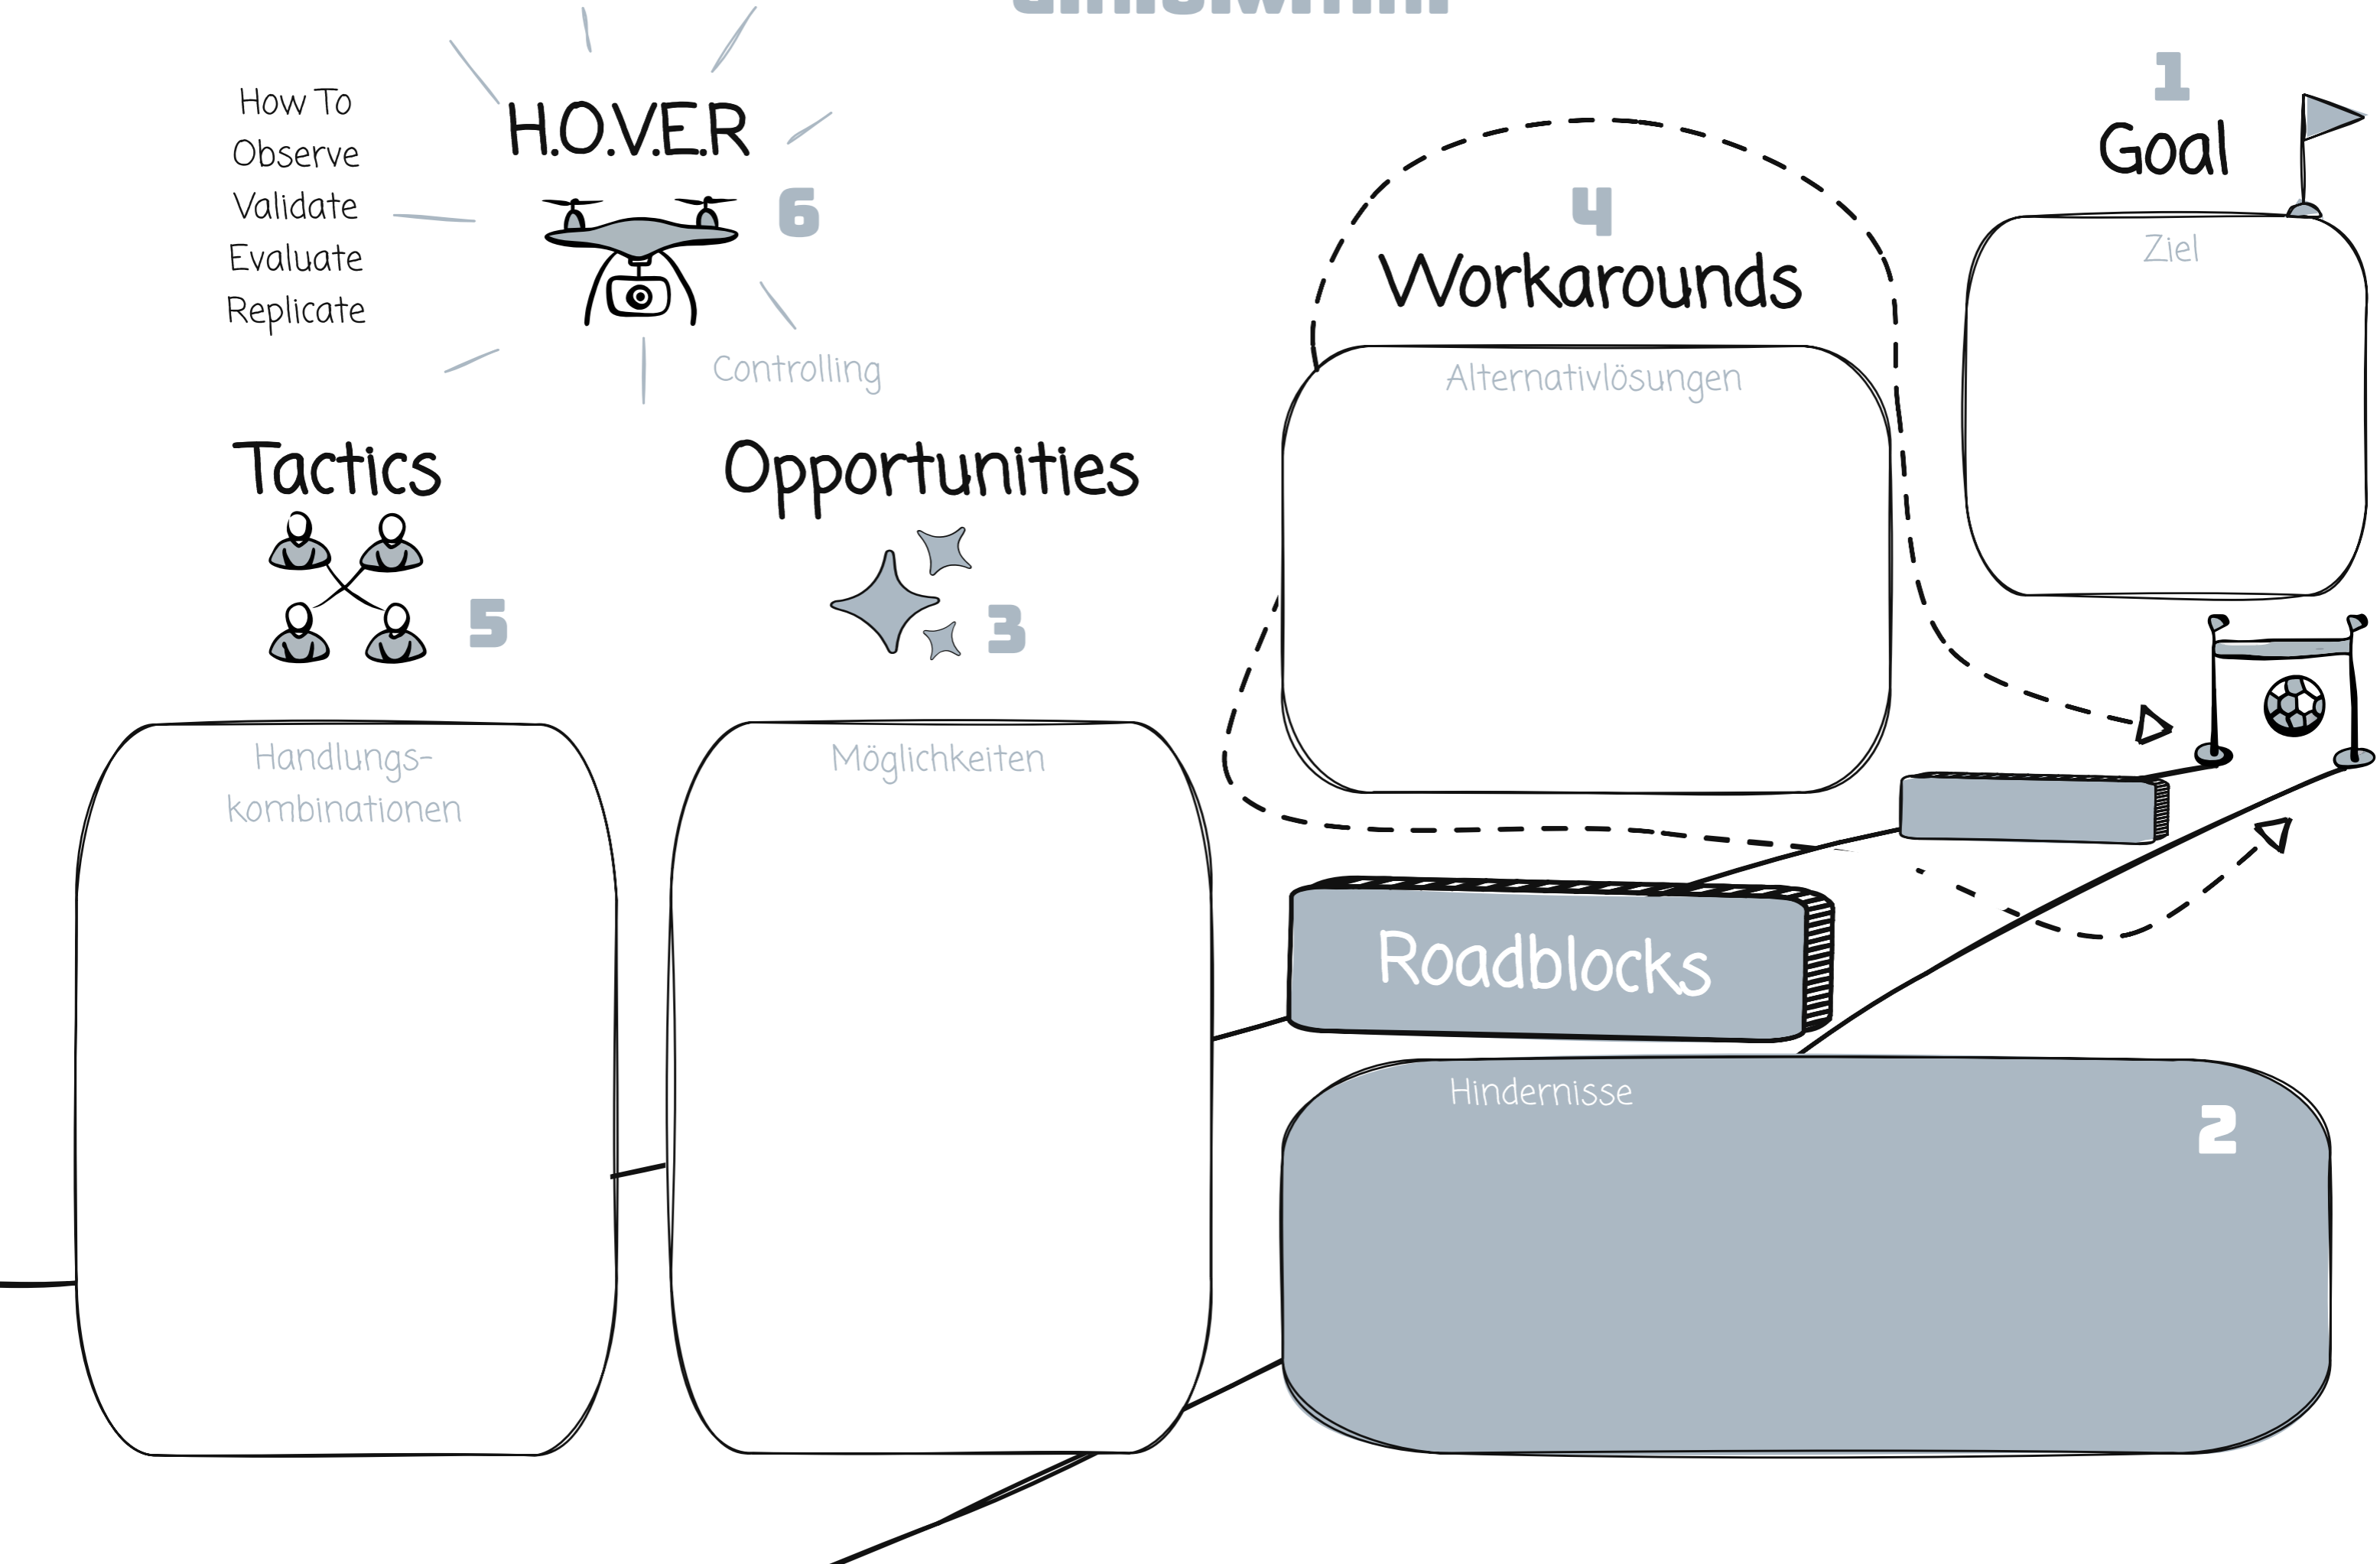 How To
Observe
Validate
Evaluate
Replicate
H.O.V.E.R
6
Controlling
1
Goal
Ziel
4
Workarounds
Alternativlösungen
Tactics
5
Handlungs-
kombinationen
Opportunities
3
Möglichkeiten
Roadblocks
Hindernisse
2